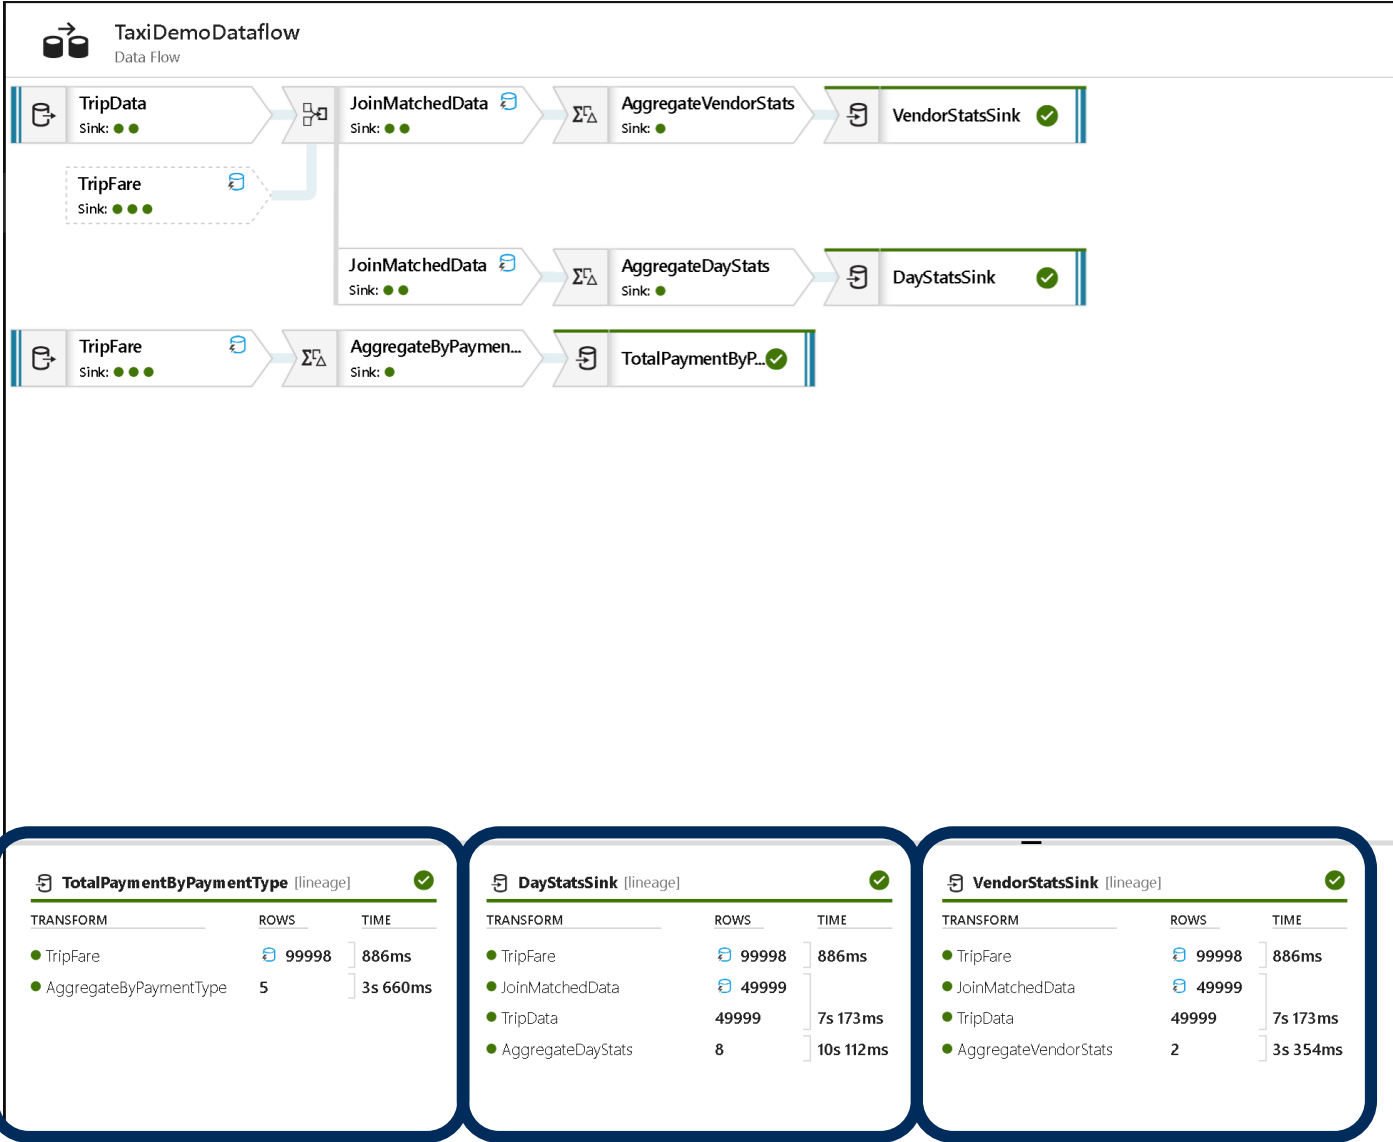 TaxiDemoDataflow
Data Flow
TripData
Sink:
JoinMatchedData
Sink:
AggregateVendorStats
Sink:
VendorStatsSink
TripFare
Sink:
JoinMatchedData
Sink:
AggregateDayStats
Sink:
DayStatsSink
TripFare
Sink:
AggregateByPaymen...
Sink:
TotalPaymentByP...
TotalPaymentByPaymentType [lineage]
TRANSFORM ROWS TIME
TripFare 99998 886ms
AggregateByPaymentType 5 3s 660ms
DayStatsSink [lineage]
TRANSFORM ROWS TIME
TripFare 99998 886ms
JoinMatchedData 49999
TripData 49999 7s 173ms
AggregateDayStats 8 10s 112ms
VendorStatsSink [lineage]
TRANSFORM ROWS TIME
TripFare 99998 886ms
JoinMatchedData 49999
TripData 49999 7s 173ms
AggregateVendorStats 2 3s 354ms